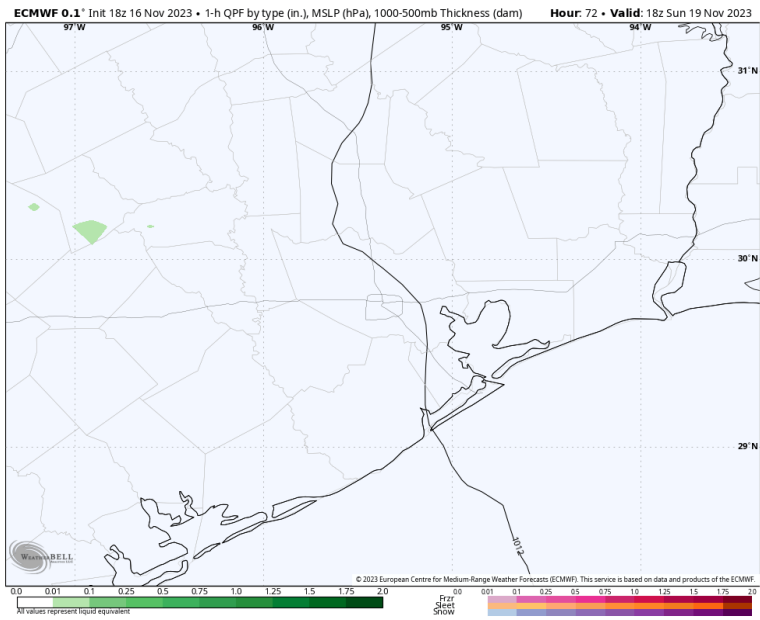 ECMWF 0.1° Init 18z 16 Nov 2023 • 1-h QPF by type (in.), MSLP (hPa), 1000-500mb Thickness (dam) Hour: 72 • Valid: 18z Sun 19 Nov 2023
97°W 96°W 95°W 94°W
31°N
30°N
29°N
1012
WEATHERBELL
© 2023 European Centre for Medium-Range Weather Forecasts (ECMWF). This service is based on data and products of the ECMWF.
0.0 0.01 0.1 0.25 0.5 0.75 1.0 1.25 1.5 1.75 2.0
All values represent liquid equivalent
0.0 0.01 0.1 0.25 0.5 0.75 1.0 1.25 1.5 1.75 2.0
Frzr
Sleet
Snow